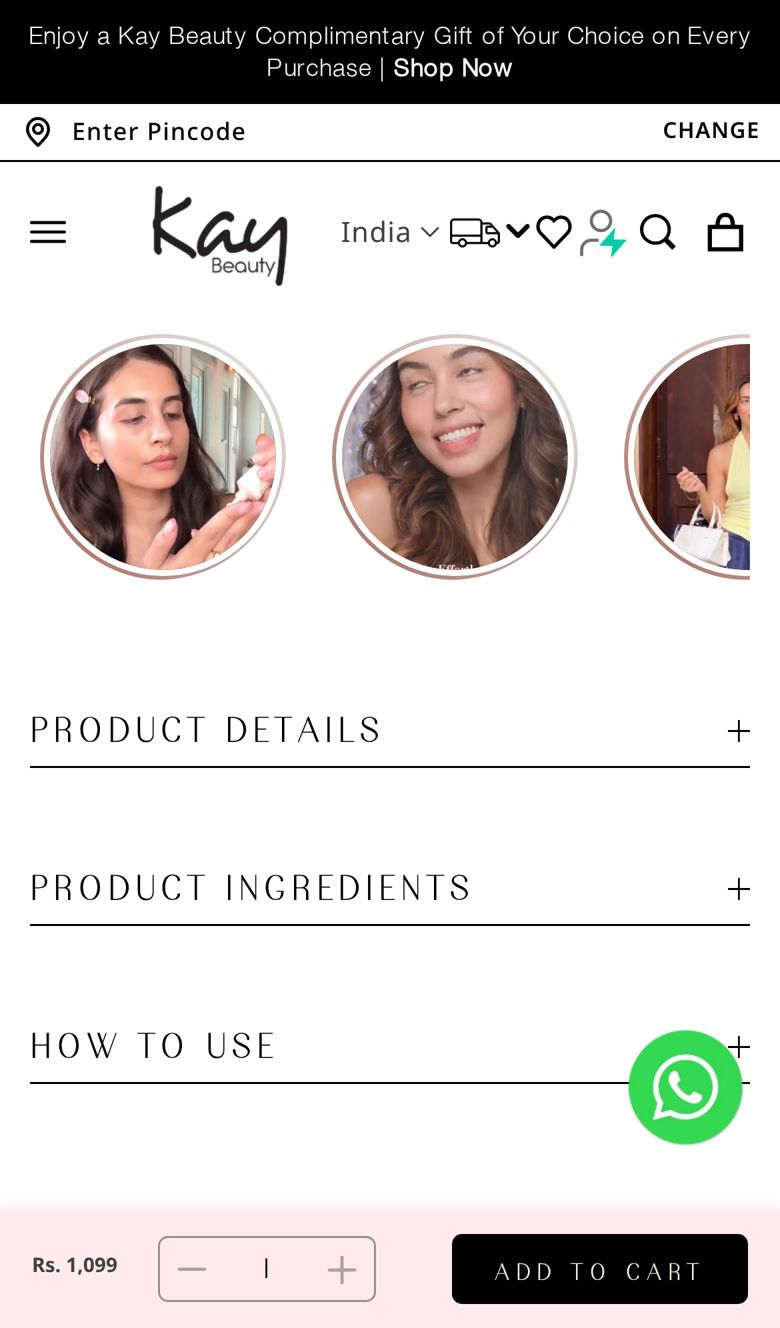 Enjoy a Kay Beauty Complimentary Gift of Your Choice on Every
Purchase | Shop Now
Enter Pincode
CHANGE
Kay
Beauty
India
PRODUCT DETAILS
PRODUCT INGREDIENTS
HOW TO USE
Rs. 1,099
1
ADD TO CART